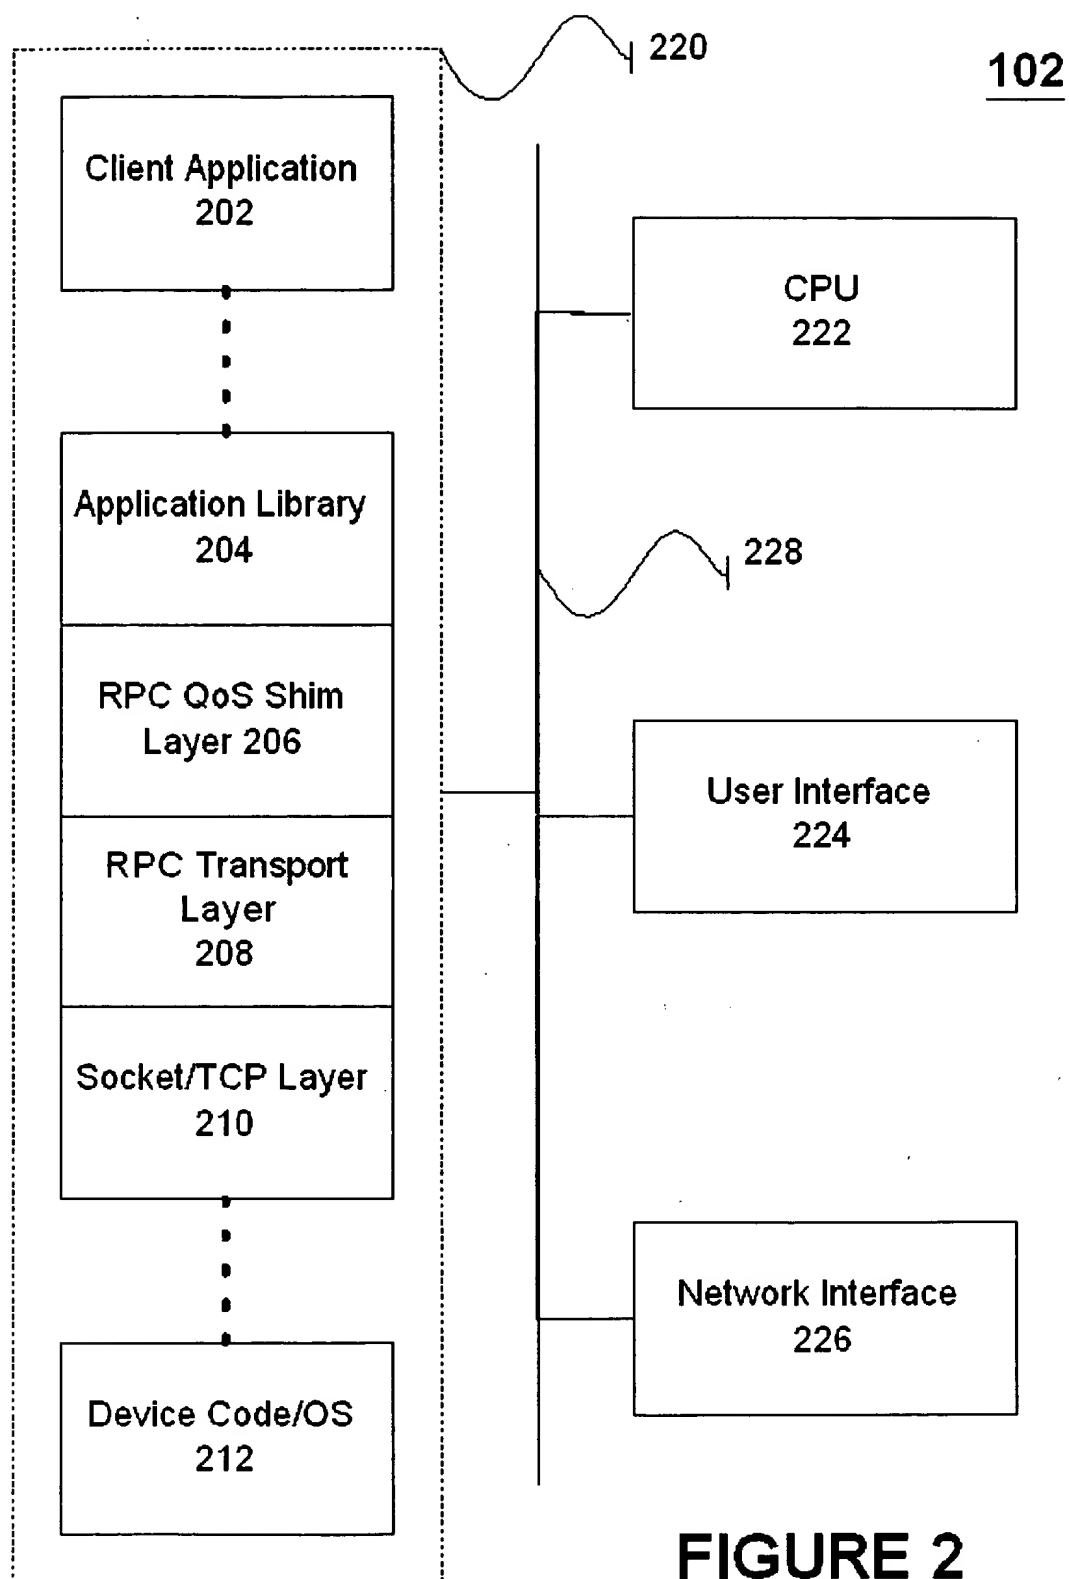 220
102
Client Application
202
CPU
222
Application Library
204
228
RPC QoS Shim
Layer 206
User Interface
224
RPC Transport
Layer
208
Socket/TCP Layer
210
Network Interface
226
Device Code/OS
212
FIGURE 2